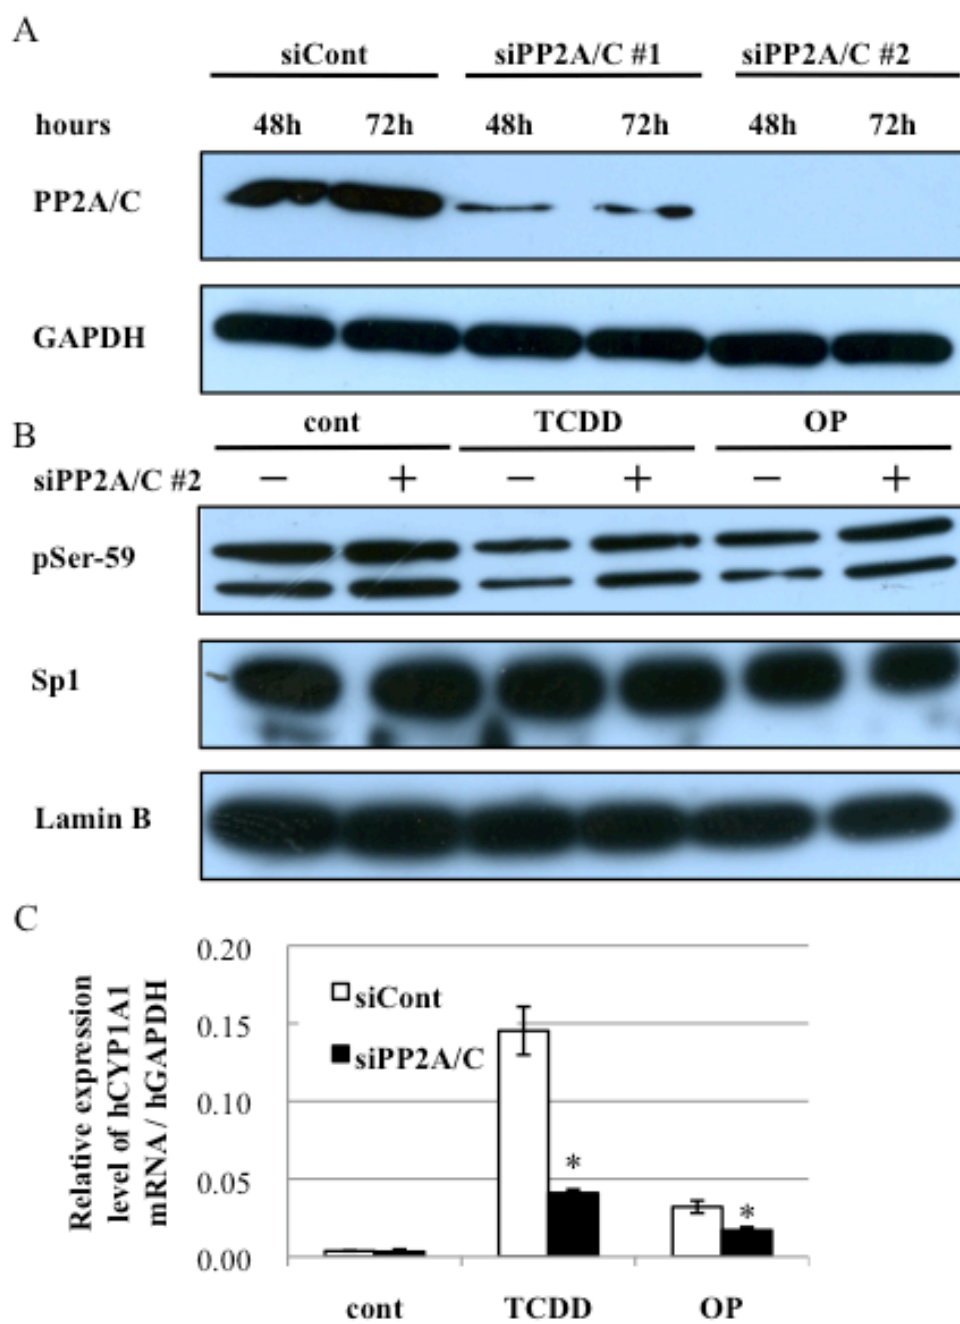 A
siCont siPP2A/C #1 siPP2A/C #2
hours 48h 72h 48h 72h 48h 72h
PP2A/C
GAPDH
B
cont TCDD OP
siPP2A/C #2 − + − + − +
pSer-59
Sp1
Lamin B
C
Relative expression
level of hCYP1A1
mRNA / hGAPDH
0.20
0.15
0.10
0.05
0.00
siCont
siPP2A/C
*
*
cont TCDD OP